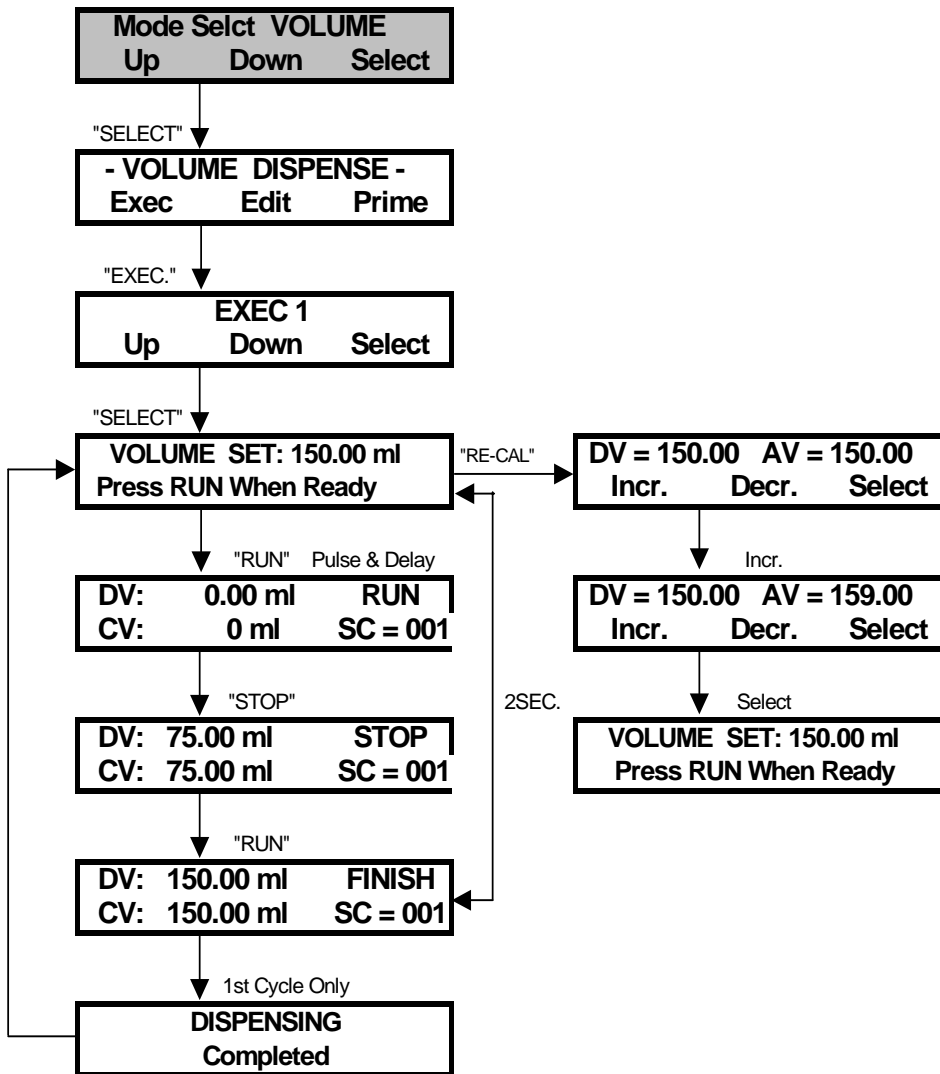 Mode Selct VOLUME
Up Down Select
"SELECT"
- VOLUME DISPENSE -
Exec Edit Prime
"EXEC."
EXEC 1
Up Down Select
"SELECT"
VOLUME SET: 150.00 ml
Press RUN When Ready
"RE-CAL"
DV = 150.00 AV = 150.00
Incr. Decr. Select
"RUN" Pulse & Delay
DV: 0.00 ml RUN
CV: 0 ml SC = 001
Incr.
DV = 150.00 AV = 159.00
Incr. Decr. Select
"STOP"
2SEC.
Select
DV: 75.00 ml STOP
CV: 75.00 ml SC = 001
VOLUME SET: 150.00 ml
Press RUN When Ready
"RUN"
DV: 150.00 ml FINISH
CV: 150.00 ml SC = 001
1st Cycle Only
DISPENSING
Completed